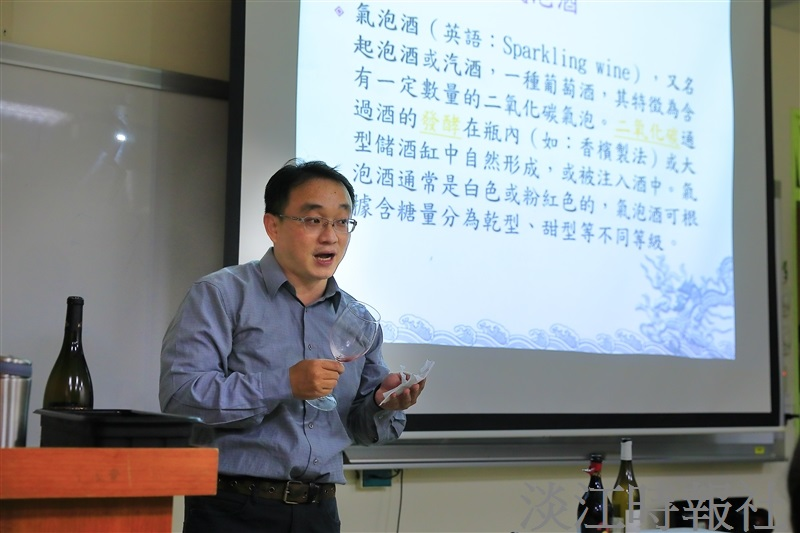 氣泡酒
氣泡酒（英語：Sparkling wine），又名
起泡酒或汽酒，一種葡萄酒，其特徵為含
有一定數量的二氧化碳氣泡。二氧化碳通
過酒的發酵在瓶內（如：香檳製法）或大
型儲酒缸中自然形成，或被注入酒中。氣
泡酒通常是白色或粉紅色的，氣泡酒可根
據含糖量分為乾型、甜型等不同等級。
淡江時報社